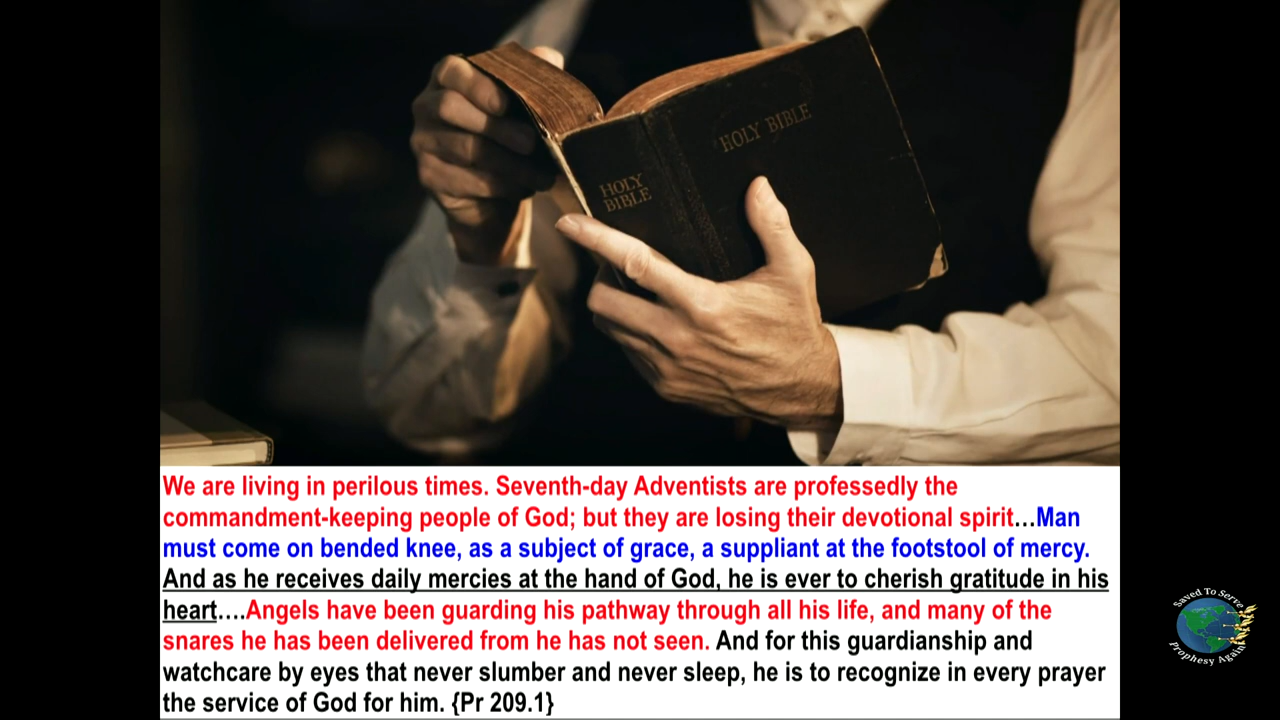 HOLY BIBLE
HOLY
BIBLE
We are living in perilous times. Seventh-day Adventists are professedly the
commandment-keeping people of God; but they are losing their devotional spirit…Man
must come on bended knee, as a subject of grace, a suppliant at the footstool of mercy.
And as he receives daily mercies at the hand of God, he is ever to cherish gratitude in his
heart….Angels have been guarding his pathway through all his life, and many of the
snares he has been delivered from he has not seen. And for this guardianship and
watchcare by eyes that never slumber and never sleep, he is to recognize in every prayer
the service of God for him. {Pr 209.1}
Saved To Serve
Prophesy Again